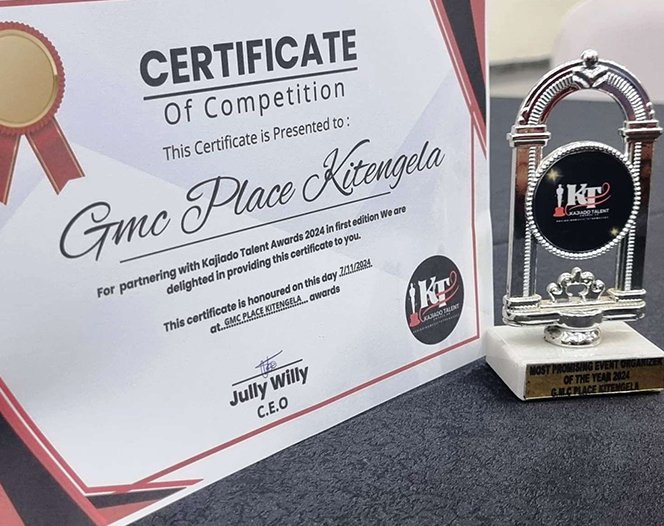 CERTIFICATE
Of Competition
This Certificate is Presented to :
Gmc Place Kitengela
For partnering with Kajiado Talent Awards 2024 in first edition We are
delighted in providing this certificate to you.
This certificate is honoured on this day 7/11/2024
at......GMC PLACE KITENGELA... awards
Jully Willy
C.E.O
KT
KAJIADO TALENT
KT
KAJIADO TALENT
MOST PROMISING EVENT ORGANIZER
OF THE YEAR 2024
G.M.C PLACE KITENGELA